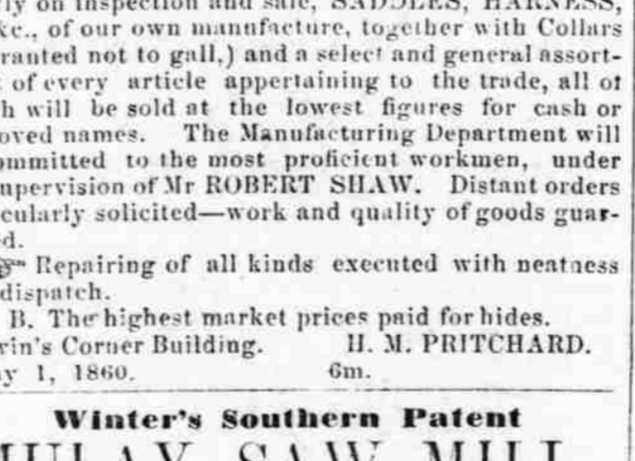 ly on inspection and sale, SADDLES, HARNESS,
&c., of our own manufacture, together with Collars
ranted not to gall,) and a select and general assort-
of every article appertaining to the trade, all of
h will be sold at the lowest figures for cash or
oved names. The Manufacturing Department will
ommitted to the most proficient workmen, under
upervision of Mr ROBERT SHAW. Distant orders
cularly solicited—work and quality of goods guar-
d.
☞ Repairing of all kinds executed with neatness
dispatch.
B. The highest market prices paid for hides.
rin's Corner Building. H. M. PRITCHARD.
y 1, 1860. 6m.
Winter's Southern Patent
MULAY SAW MILL